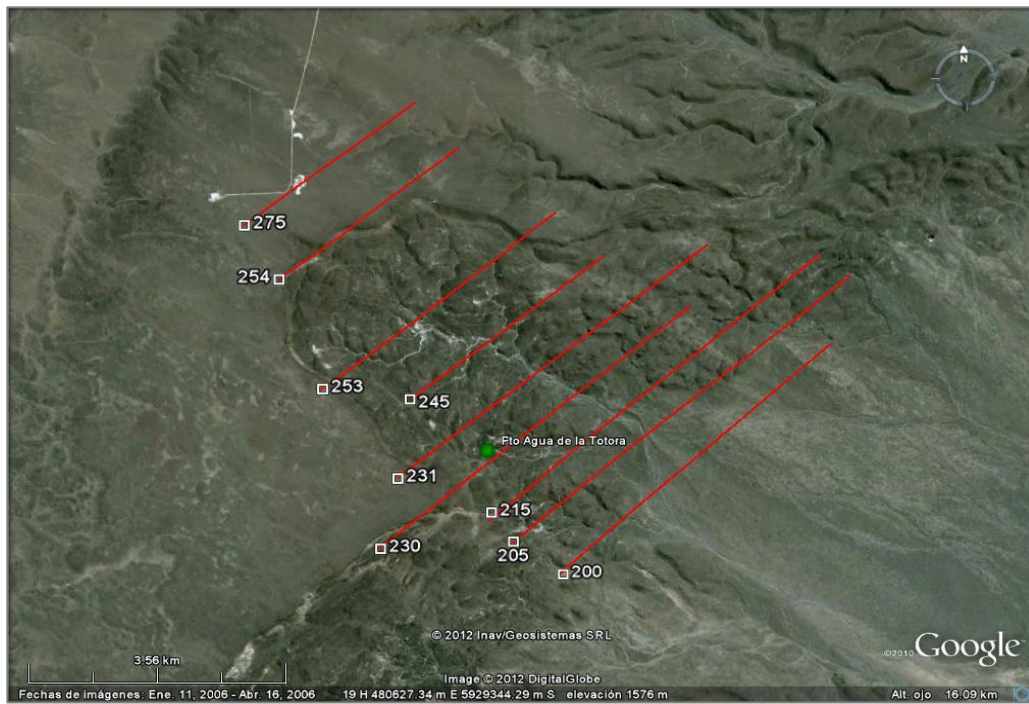 N
275
254
253
245
Pto Agua de la Totora
231
215
230
205
200
© 2012 Inav/Geosistemas SRL
©2010 Google
3.56 km
Image © 2012 DigitalGlobe
Fechas de imágenes: Ene. 11, 2006 - Abr. 16, 2006 19 H 480627.34 m E 5929344.29 m S elevación 1576 m Alt. ojo 16.09 km